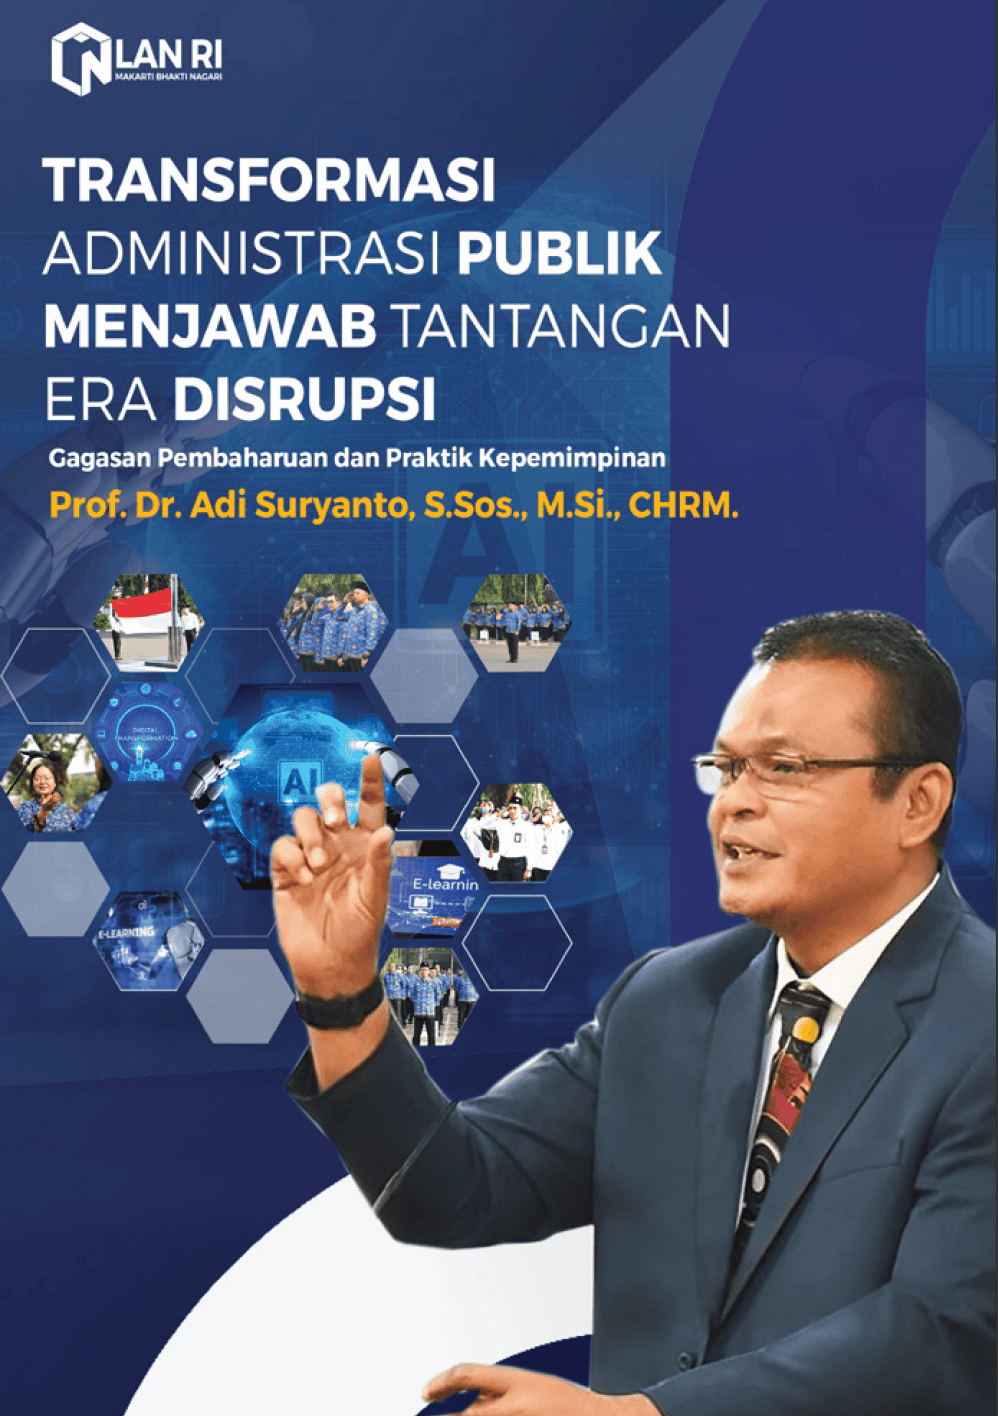 LAN RI
MAKARTI BHAKTI NAGARI
TRANSFORMASI
ADMINISTRASI PUBLIK
MENJAWAB TANTANGAN
ERA DISRUPSI
Gagasan Pembaharuan dan Praktik Kepemimpinan
Prof. Dr. Adi Suryanto, S.Sos., M.Si., CHRM.
AI
DIGITAL
TRANSFORMATION
AI
E-learnin
E-LEARNING